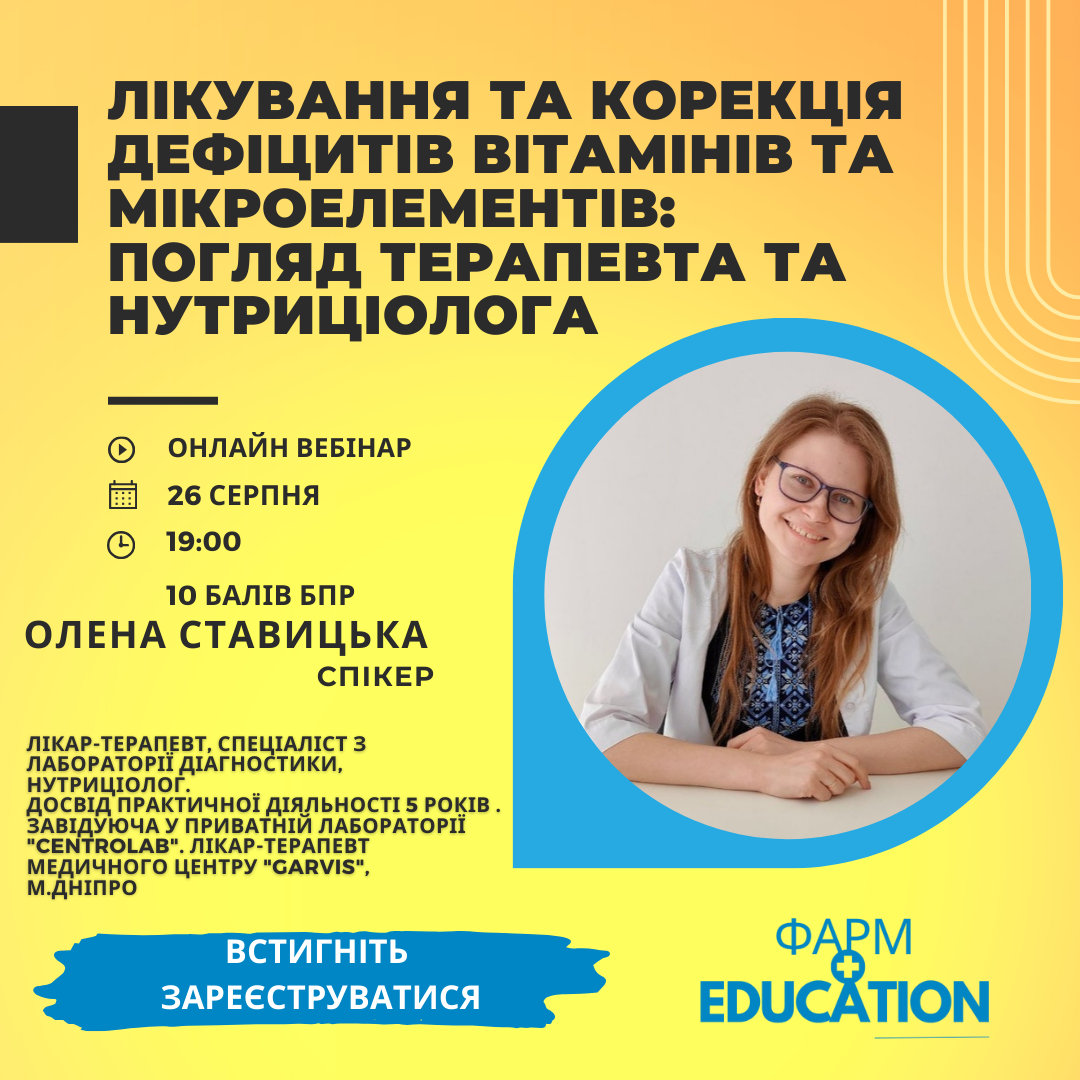 ЛІКУВАННЯ ТА КОРЕКЦІЯ
ДЕФІЦИТІВ ВІТАМІНІВ ТА
МІКРОЕЛЕМЕНТІВ:
ПОГЛЯД ТЕРАПЕВТА ТА
НУТРИЦІОЛОГА
ОНЛАЙН ВЕБІНАР
26 СЕРПНЯ
19:00
10 БАЛІВ БПР
ОЛЕНА СТАВИЦЬКА
СПІКЕР
ЛІКАР-ТЕРАПЕВТ, СПЕЦІАЛІСТ З
ЛАБОРАТОРІЇ ДІАГНОСТИКИ,
НУТРИЦІОЛОГ.
ДОСВІД ПРАКТИЧНОЇ ДІЯЛЬНОСТІ 5 РОКІВ .
ЗАВІДУЮЧА У ПРИВАТНІЙ ЛАБОРАТОРІЇ
"CENTROLAB". ЛІКАР-ТЕРАПЕВТ
МЕДИЧНОГО ЦЕНТРУ "GARVIS",
М.ДНІПРО
ВСТИГНІТЬ
ЗАРЕЄСТРУВАТИСЯ
ФАРМ
EDUCATION